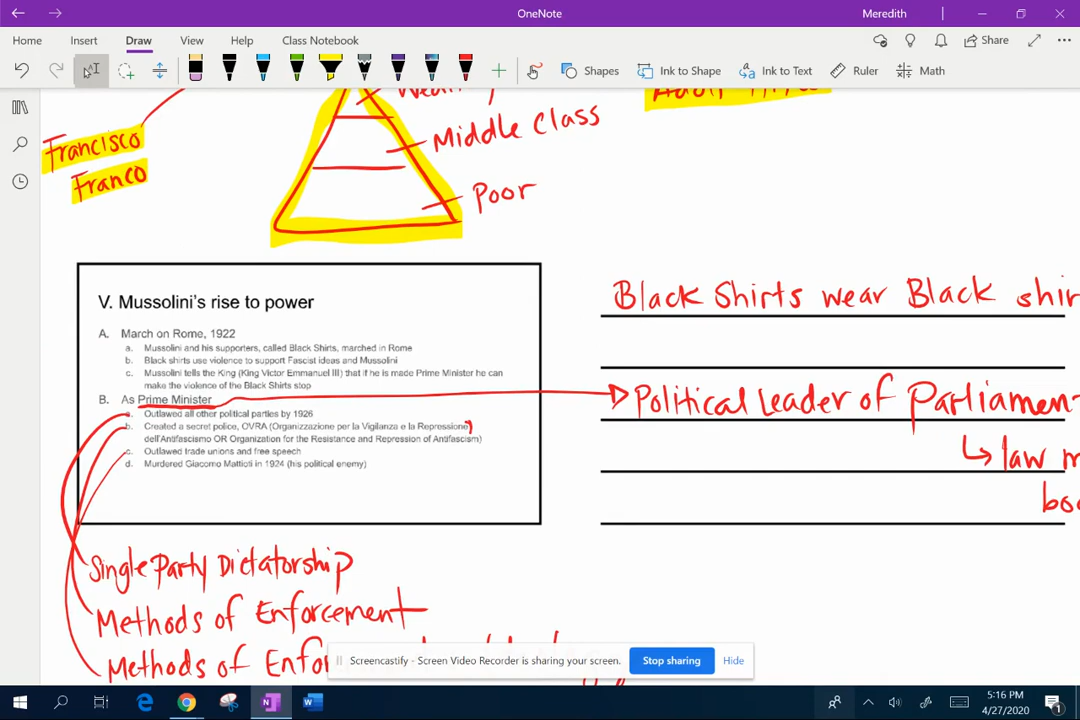 OneNote
Meredith
Home Insert Draw View Help Class Notebook
Share
Shapes Ink to Shape Ink to Text Ruler Math
Middle Class
Francisco
Franco
Poor
V. Mussolini's rise to power
A. March on Rome, 1922
a. Mussolini and his supporters, called Black Shirts, marched in Rome
b. Black shirts use violence to support Fascist ideas and Mussolini
c. Mussolini tells the King (King Victor Emmanuel III) that if he is made Prime Minister he can
make the violence of the Black Shirts stop
B. As Prime Minister
a. Outlawed all other political parties by 1926
b. Created a secret police, OVRA (Organizzazione per la Vigilanza e la Repressione
dell'Antifascismo OR Organization for the Resistance and Repression of Antifascism)
c. Outlawed trade unions and free speech
d. Murdered Giacomo Mattioti in 1924 (his political enemy)
Black Shirts wear Black shir
Political Leader of Parliamen
law m
bo
Single Party Dictatorship
Methods of Enforcement
Methods of Enfor
Screencastify - Screen Video Recorder is sharing your screen. Stop sharing Hide
5:16 PM
4/27/2020